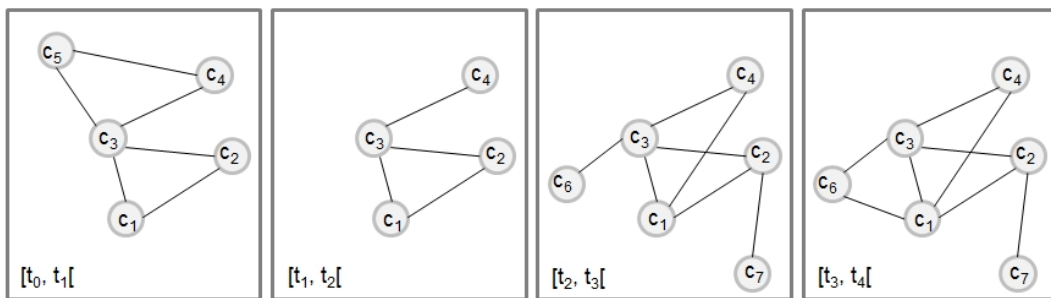 c₅
c₄
c₃
c₂
c₁
[t₀, t₁[
c₄
c₃
c₂
c₁
[t₁, t₂[
c₄
c₃
c₂
c₆
c₁
c₇
[t₂, t₃[
c₄
c₃
c₂
c₆
c₁
c₇
[t₃, t₄[